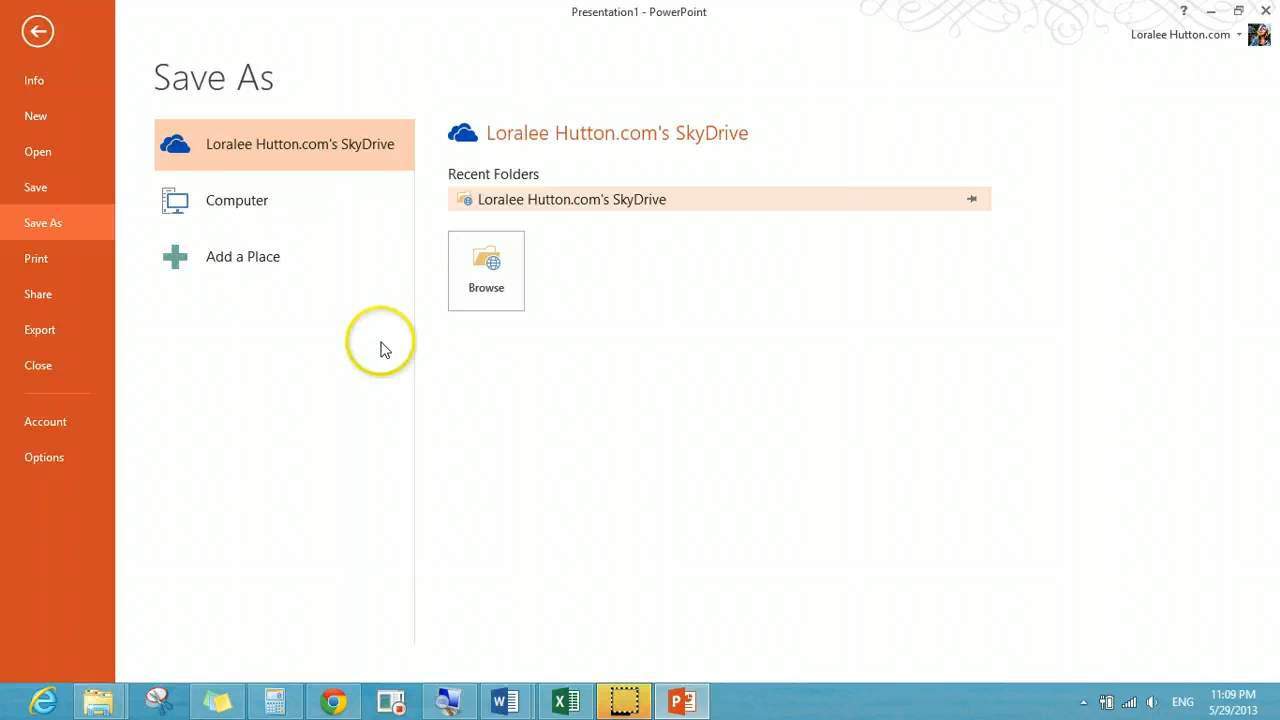 Presentation1 - PowerPoint
?
Loralee Hutton.com
Info
New
Open
Save
Save As
Print
Share
Export
Close
Account
Options
Save As
Loralee Hutton.com's SkyDrive
Computer
Add a Place
Loralee Hutton.com's SkyDrive
Recent Folders
Loralee Hutton.com's SkyDrive
Browse
ENG
11:09 PM
5/29/2013